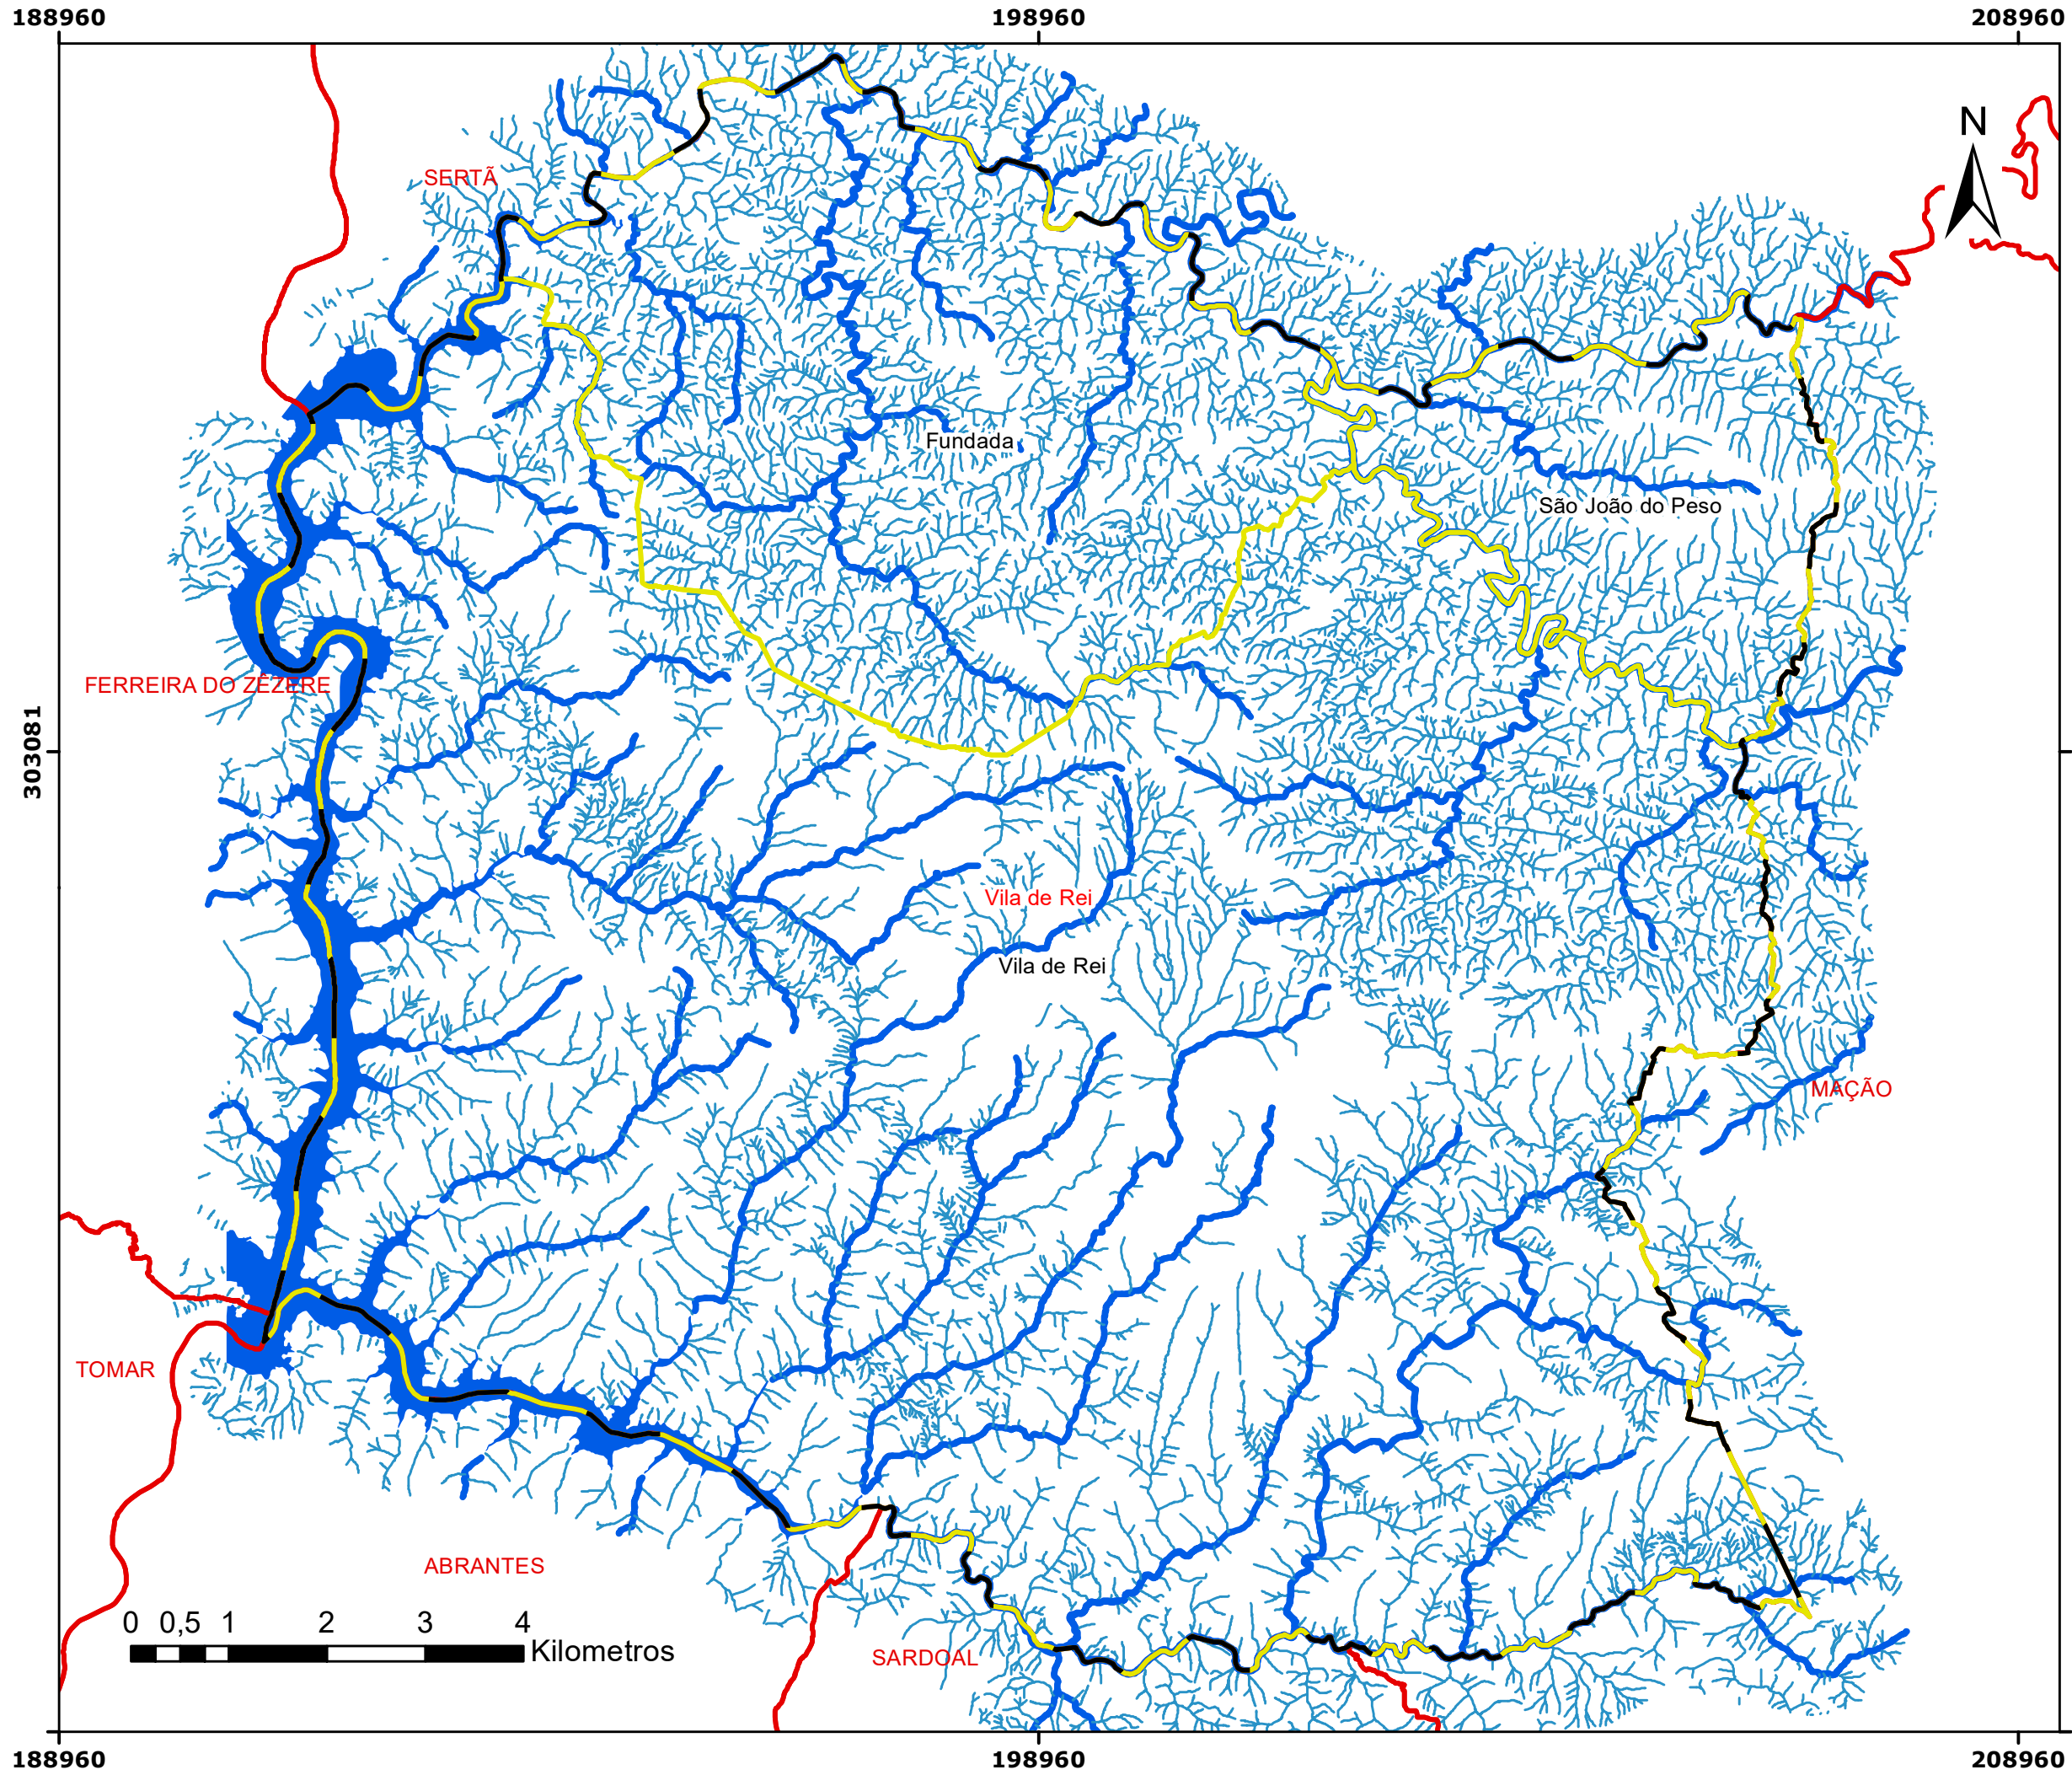 188960 198960 208960
N
SERTÃ
Fundada
São João do Peso
FERREIRA DO ZÊZERE
303081
Vila de Rei
Vila de Rei
MAÇÃO
TOMAR
ABRANTES
0 0,5 1 2 3 4
Kilometros
SARDOAL
188960 198960 208960